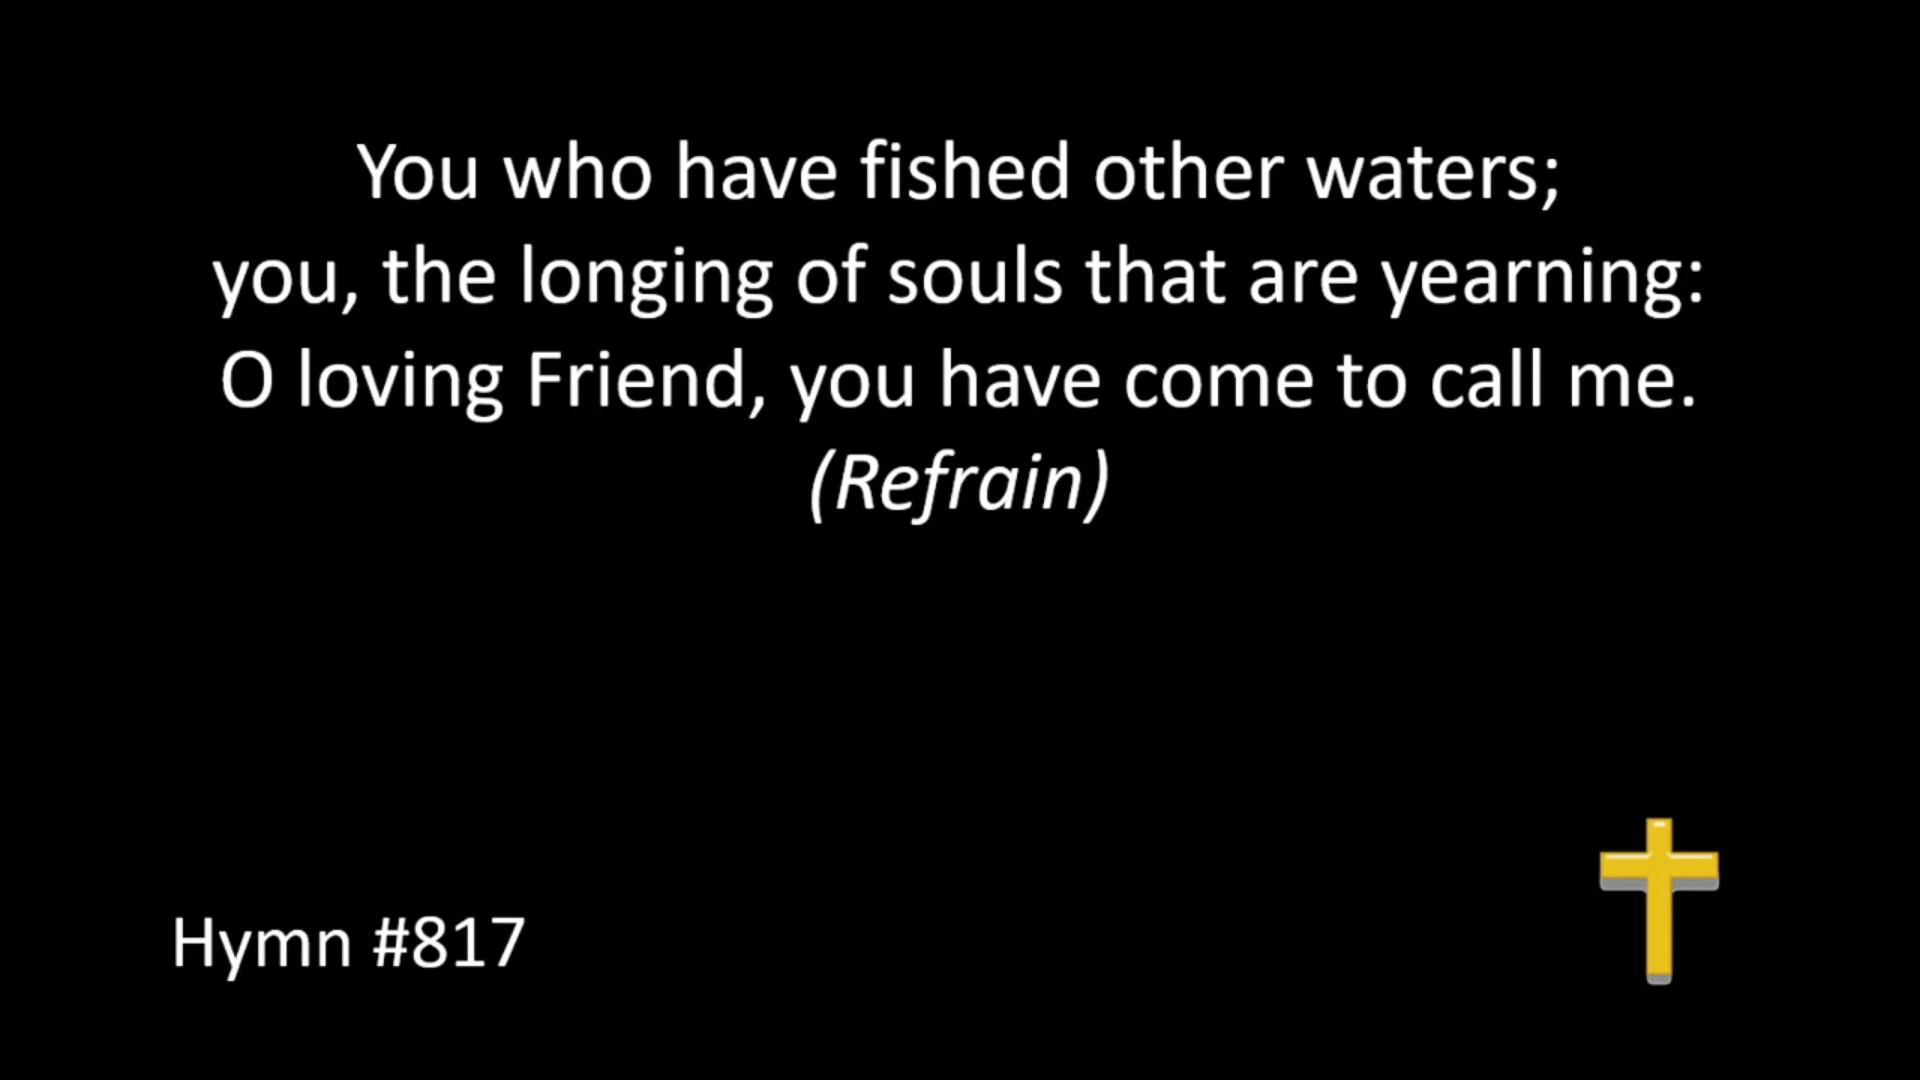 You who have fished other waters;
you, the longing of souls that are yearning:
O loving Friend, you have come to call me.
(Refrain)
Hymn #817